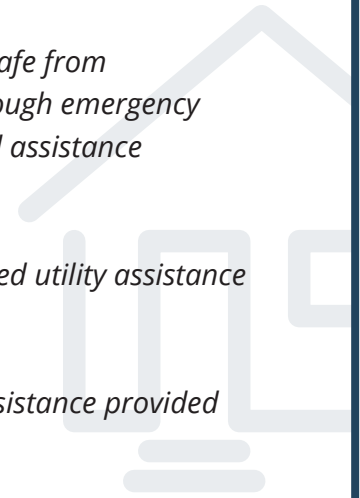 afe from
ough emergency
l assistance
ed utility assistance
sistance provided